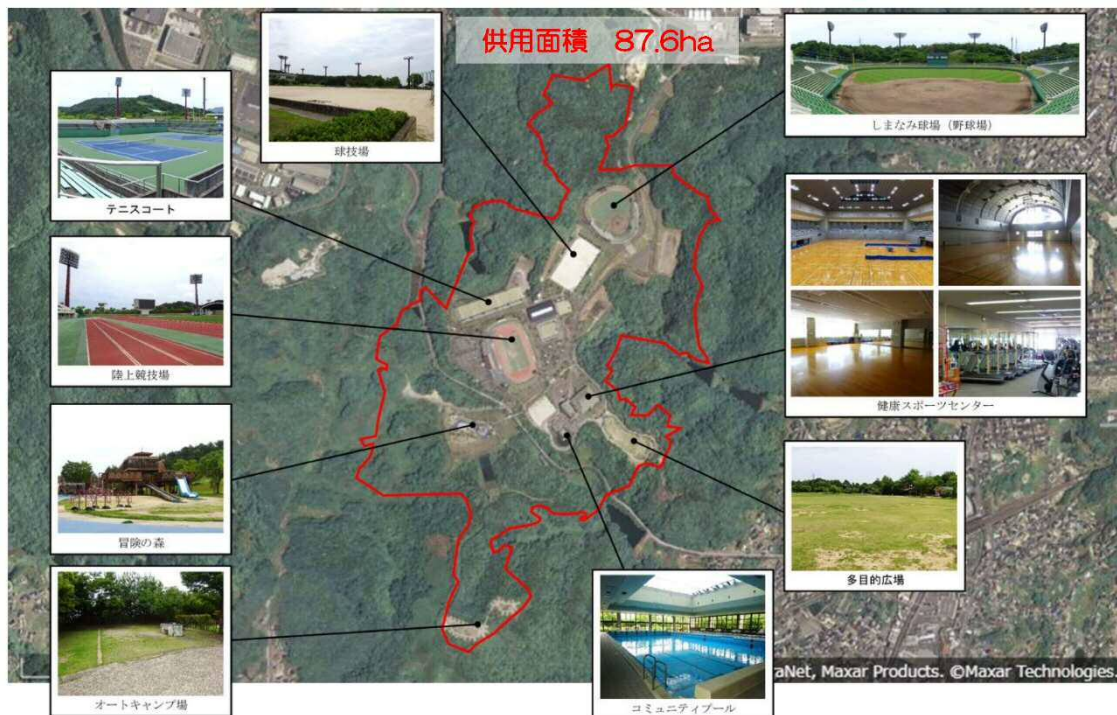 供用面積 87.6ha
球技場
しまなみ球場（野球場）
テニスコート
陸上競技場
健康スポーツセンター
冒険の森
多目的広場
オートキャンプ場
コミュニティプール
aNet, Maxar Products. ©Maxar Technologies.